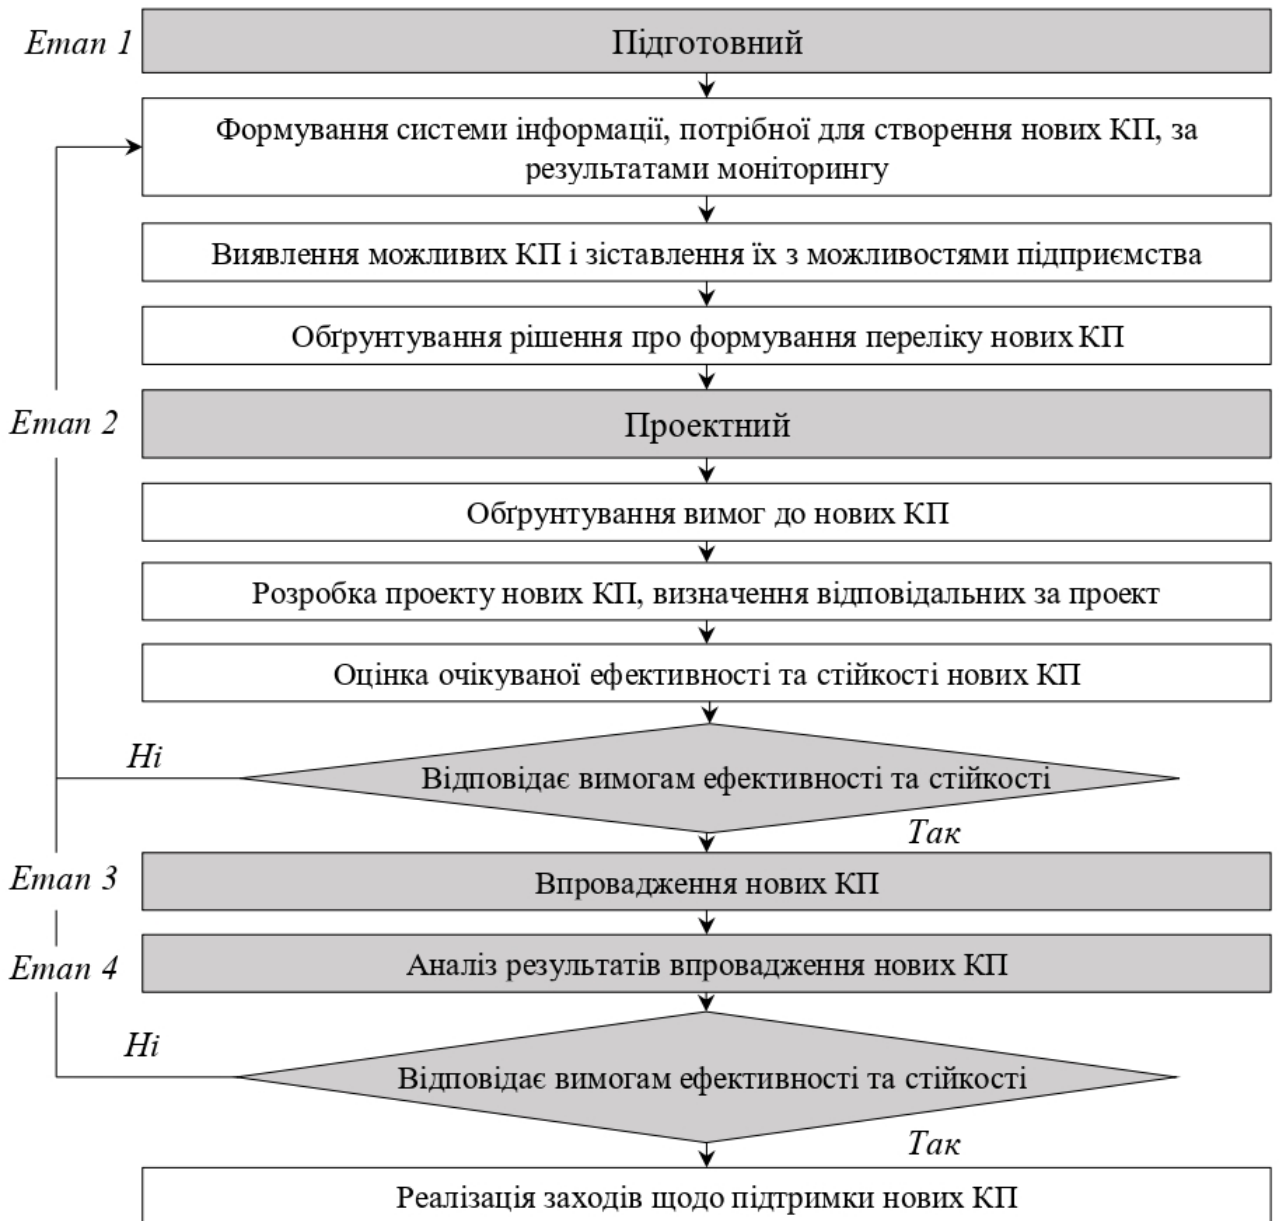 Етап 1
Підготовний
Формування системи інформації, потрібної для створення нових КП, за
результатами моніторингу
Виявлення можливих КП і зіставлення їх з можливостями підприємства
Обґрунтування рішення про формування переліку нових КП
Етап 2
Проектний
Обґрунтування вимог до нових КП
Розробка проекту нових КП, визначення відповідальних за проект
Оцінка очікуваної ефективності та стійкості нових КП
Ні
Відповідає вимогам ефективності та стійкості
Так
Етап 3
Впровадження нових КП
Етап 4
Аналіз результатів впровадження нових КП
Ні
Відповідає вимогам ефективності та стійкості
Так
Реалізація заходів щодо підтримки нових КП